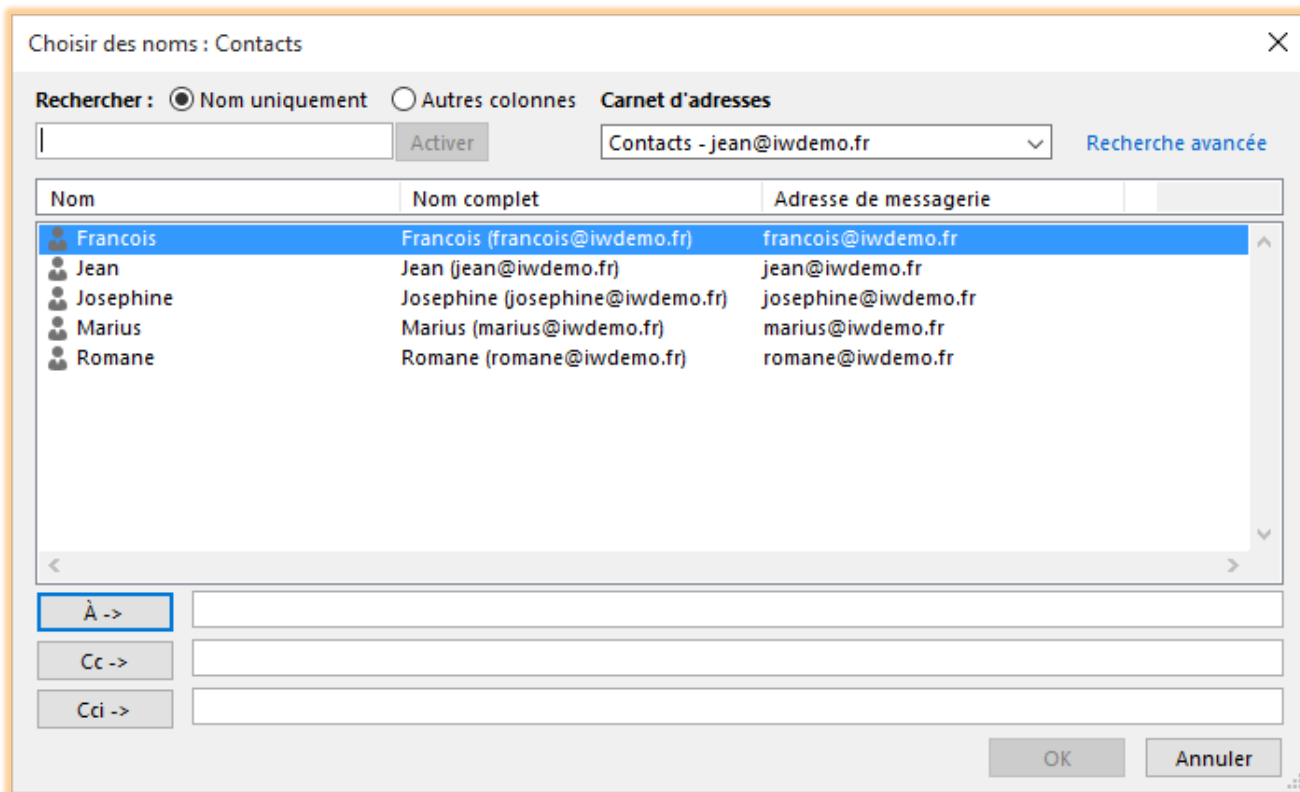 Choisir des noms : Contacts
Rechercher : Nom uniquement Autres colonnes Carnet d'adresses
Activer Contacts - jean@iwdemo.fr Recherche avancée
Nom Nom complet Adresse de messagerie
Francois Francois (francois@iwdemo.fr) francois@iwdemo.fr
Jean Jean (jean@iwdemo.fr) jean@iwdemo.fr
Josephine Josephine (josephine@iwdemo.fr) josephine@iwdemo.fr
Marius Marius (marius@iwdemo.fr) marius@iwdemo.fr
Romane Romane (romane@iwdemo.fr) romane@iwdemo.fr
À ->
Cc ->
Cci ->
OK Annuler